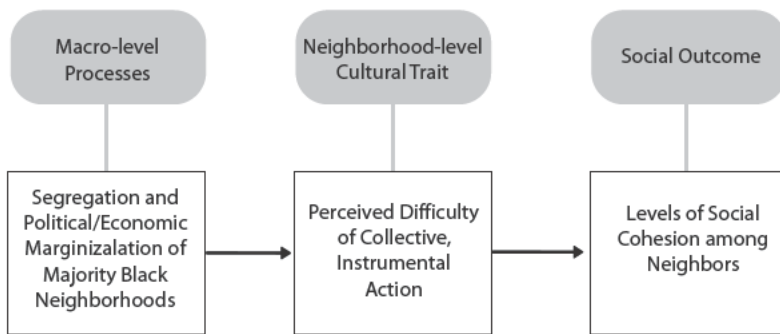 Macro-level
Processes
Neighborhood-level
Cultural Trait
Social Outcome
Segregation and
Political/Economic
Marginizalation of
Majority Black
Neighborhoods
Perceived Difficulty
of Collective,
Instrumental
Action
Levels of Social
Cohesion among
Neighbors